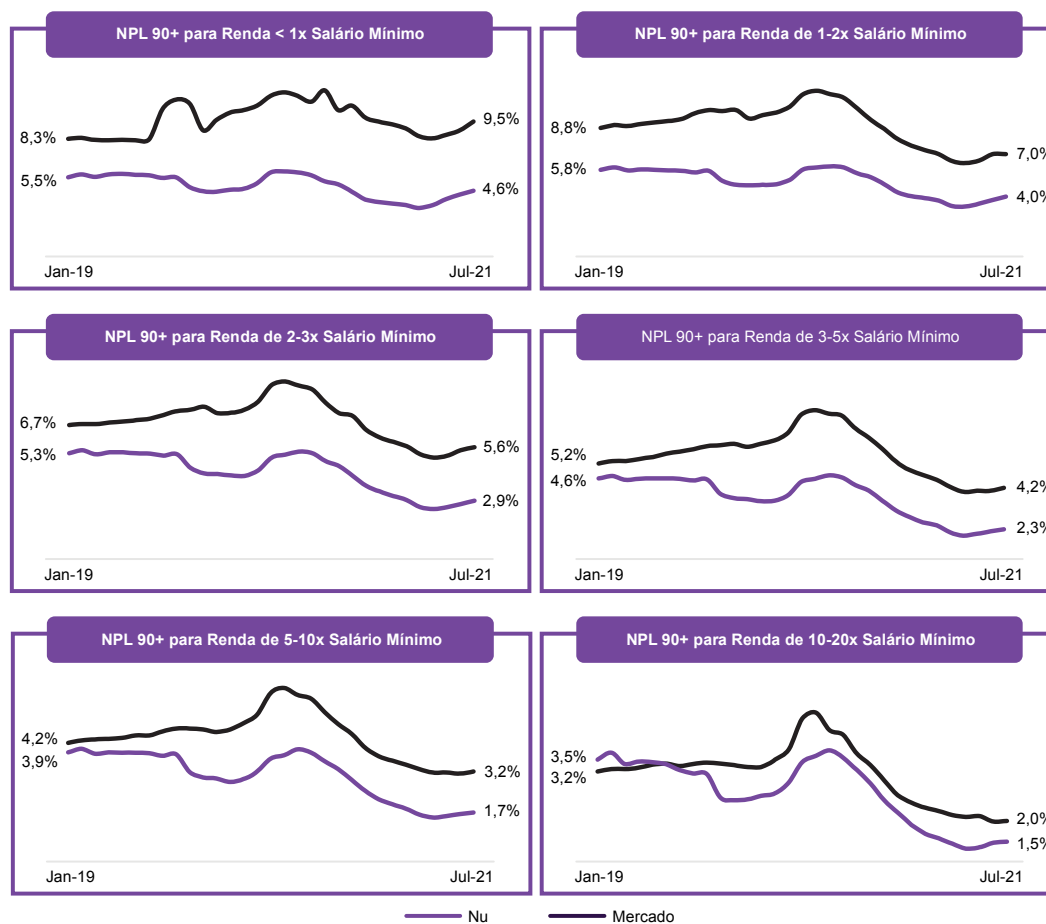 NPL 90+ para Renda < 1x Salário Mínimo
8,3%
5,5%
9,5%
4,6%
Jan-19
Jul-21
NPL 90+ para Renda de 1-2x Salário Mínimo
8,8%
5,8%
7,0%
4,0%
Jan-19
Jul-21
NPL 90+ para Renda de 2-3x Salário Mínimo
6,7%
5,3%
5,6%
2,9%
Jan-19
Jul-21
NPL 90+ para Renda de 3-5x Salário Mínimo
5,2%
4,6%
4,2%
2,3%
Jan-19
Jul-21
NPL 90+ para Renda de 5-10x Salário Mínimo
4,2%
3,9%
3,2%
1,7%
Jan-19
Jul-21
NPL 90+ para Renda de 10-20x Salário Mínimo
3,5%
3,2%
2,0%
1,5%
Jan-19
Jul-21
Nu
Mercado